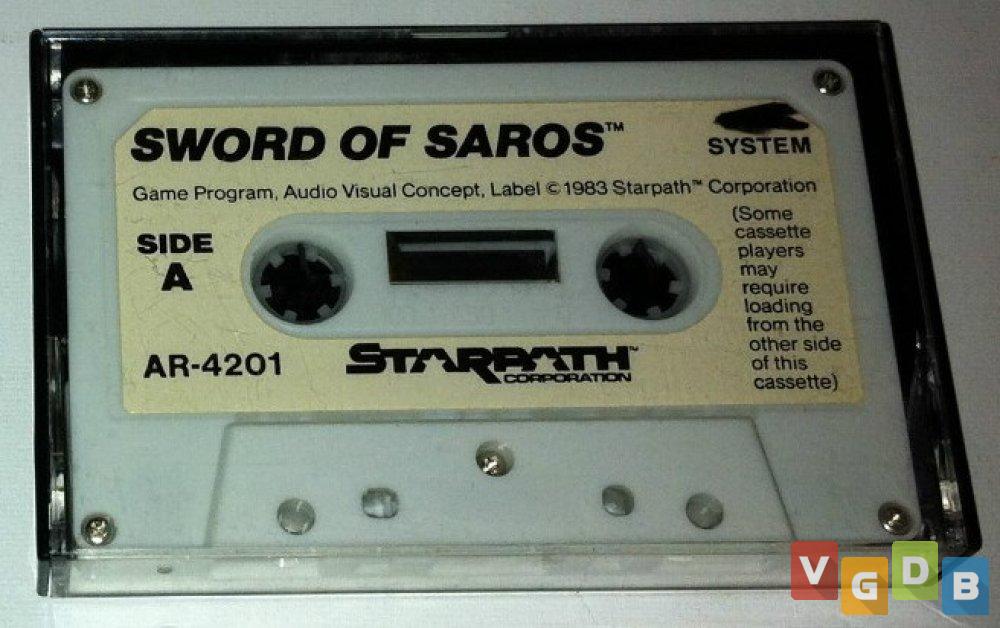 SWORD OF SAROS™
SYSTEM
Game Program, Audio Visual Concept, Label © 1983 Starpath™ Corporation
SIDE
A
(Some
cassette
players
may
require
loading
from the
other side
of this
cassette)
AR-4201
STARPATH™
CORPORATION
VGDB